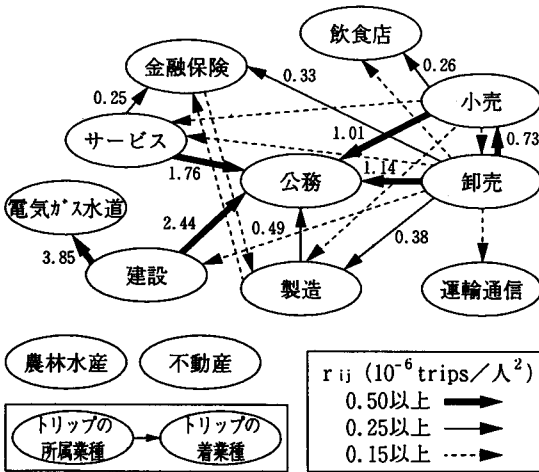 飲食店
金融保険
0.26
0.33
小売
0.25
サービス
1.01
0.73
1.76
公務
1.14
卸売
電気ガス水道
2.44
0.49
0.38
3.85
建設
製造
運輸通信
農林水産
不動産
r ij (10⁻⁶ trips/人²)
0.50以上
0.25以上
0.15以上
トリップの
所属業種
トリップの
着業種